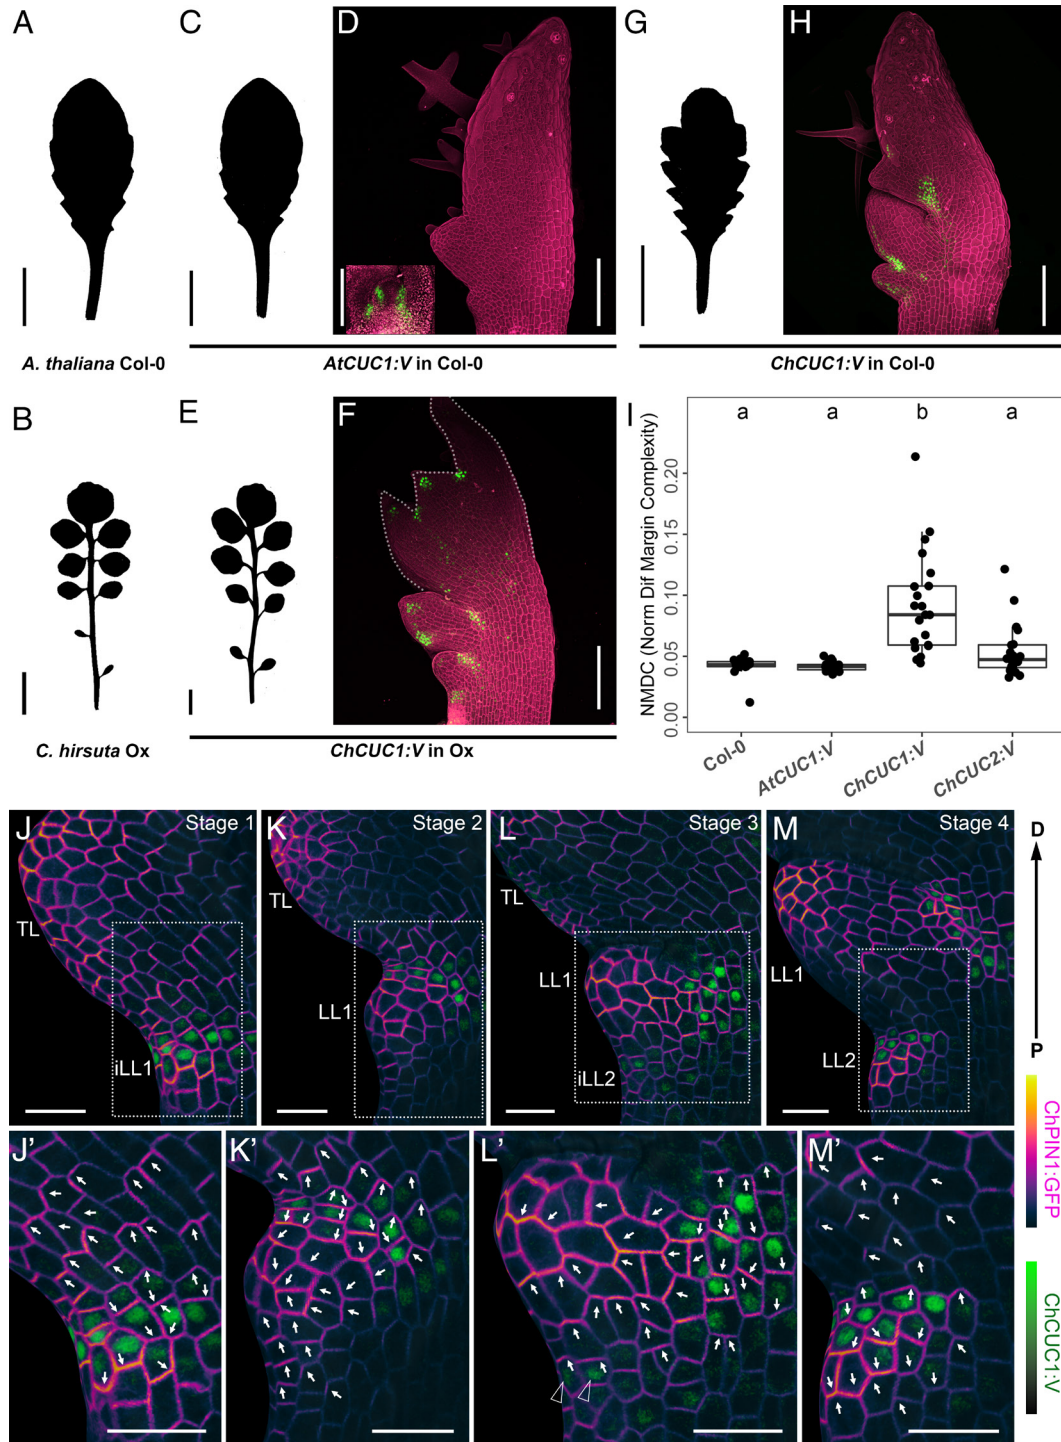 A
C
D
G
H
A. thaliana Col-0
AtCUC1:V in Col-0
ChCUC1:V in Col-0
B
E
F
I
C. hirsuta Ox
ChCUC1:V in Ox
NMDC (Norm Dif Margin Complexity)
0.20
0.15
0.10
0.05
0.00
a a b a
Col-0
AtCUC1:V
ChCUC1:V
ChCUC2:V
J Stage 1
TL
iLL1
K Stage 2
LL1
L Stage 3
TL
LL1
iLL2
M Stage 4
LL1
LL2
D
P
J'
K'
L'
M'
ChPIN1:GFP
ChCUC1:V